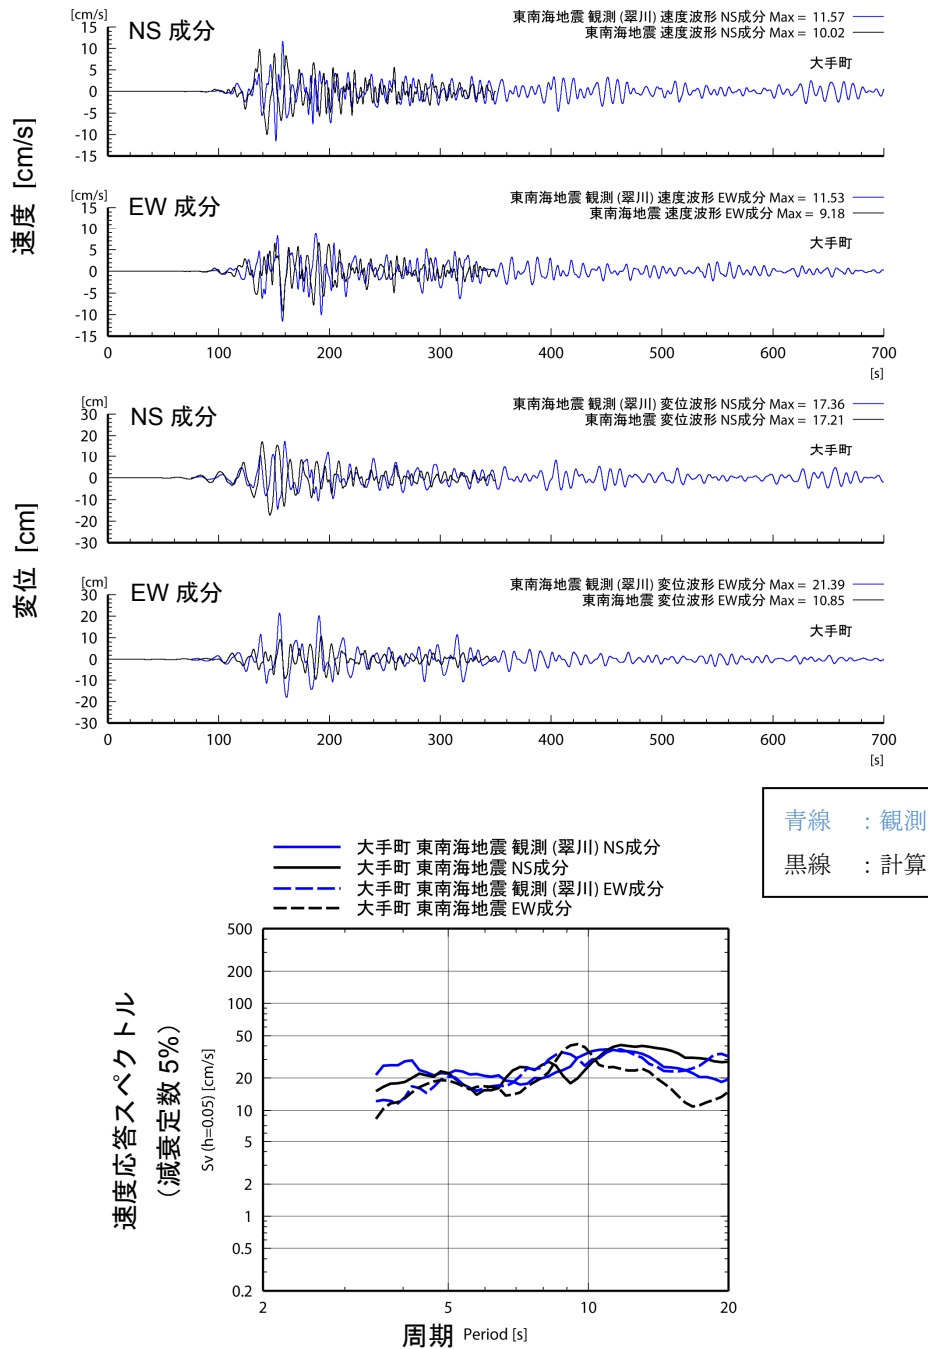 速度 [cm/s]
[cm/s]
NS 成分
東南海地震 観測 (翠川) 速度波形 NS成分 Max = 11.57
東南海地震 速度波形 NS成分 Max = 10.02
大手町
15
10
5
0
-5
-10
-15
[cm/s]
EW 成分
東南海地震 観測 (翠川) 速度波形 EW成分 Max = 11.53
東南海地震 速度波形 EW成分 Max = 9.18
大手町
15
10
5
0
-5
-10
-15
0 100 200 300 400 500 600 700
[s]
変位 [cm]
[cm]
NS 成分
東南海地震 観測 (翠川) 変位波形 NS成分 Max = 17.36
東南海地震 変位波形 NS成分 Max = 17.21
大手町
30
20
10
0
-10
-20
-30
[cm]
EW 成分
東南海地震 観測 (翠川) 変位波形 EW成分 Max = 21.39
東南海地震 変位波形 EW成分 Max = 10.85
大手町
30
20
10
0
-10
-20
-30
0 100 200 300 400 500 600 700
[s]
青線 : 観測
黒線 : 計算
大手町 東南海地震 観測 (翠川) NS成分
大手町 東南海地震 NS成分
大手町 東南海地震 観測 (翠川) EW成分
大手町 東南海地震 EW成分
速度応答スペクトル
（減衰定数 5%）
Sv (h=0.05) [cm/s]
500
200
100
50
20
10
5
2
1
0.5
0.2
2 5 10 20
周期 Period [s]